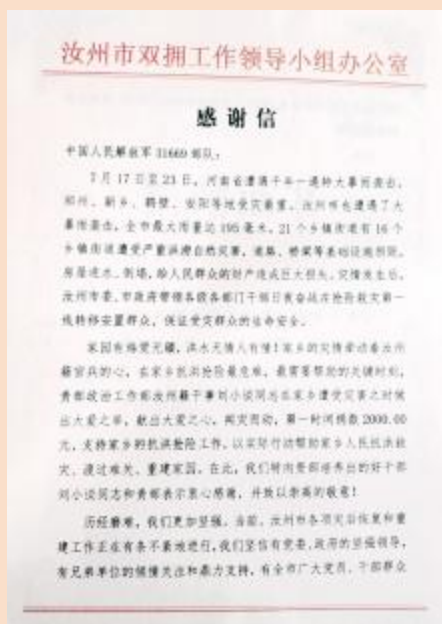 汝州市双拥工作领导小组办公室
感谢信
中国人民解放军31669部队：
7月17日至23日，河南省遭遇千年一遇特大暴雨袭击，
郑州、新乡、鹤壁、安阳等地受灾严重。汝州市也遭遇了大
暴雨袭击，全市最大雨量达195毫米，21个乡镇街道有16个
乡镇街道遭受严重洪涝自然灾害，道路、桥梁等基础设施损毁，
房屋进水、倒塌，给人民群众的财产造成巨大损失。灾情发生后，
汝州市委、市政府带领各级各部门干部日夜奋战在抢险救灾第一
线转移安置群众，保证受灾群众的生命安全。
家国有殇爱无疆，洪水无情人有情！家乡的灾情牵动着汝州
籍官兵的心，在家乡抗洪抢险最危难、最需要帮助的关键时刻，
贵部政治工作部汝州籍干事刘小谈同志在家乡遭受灾害之时候
出大爱之举，献出大爱之心，闻灾而动，第一时间捐款2000.00
元，支持家乡的抗洪抢险工作，以实际行动帮助家乡人民抗洪救
灾、渡过难关、重建家园。在此，我们特向贵部培养出的好干部
刘小谈同志和贵部表示衷心感谢，并致以崇高的敬意！
历经磨难，我们更加坚强。当前，汝州市各项灾后恢复和重
建工作正在有条不紊地进行，我们坚信有党委、政府的坚强领导，
有兄弟单位的倾情关注和鼎力支持，有全市广大党员、干部群众